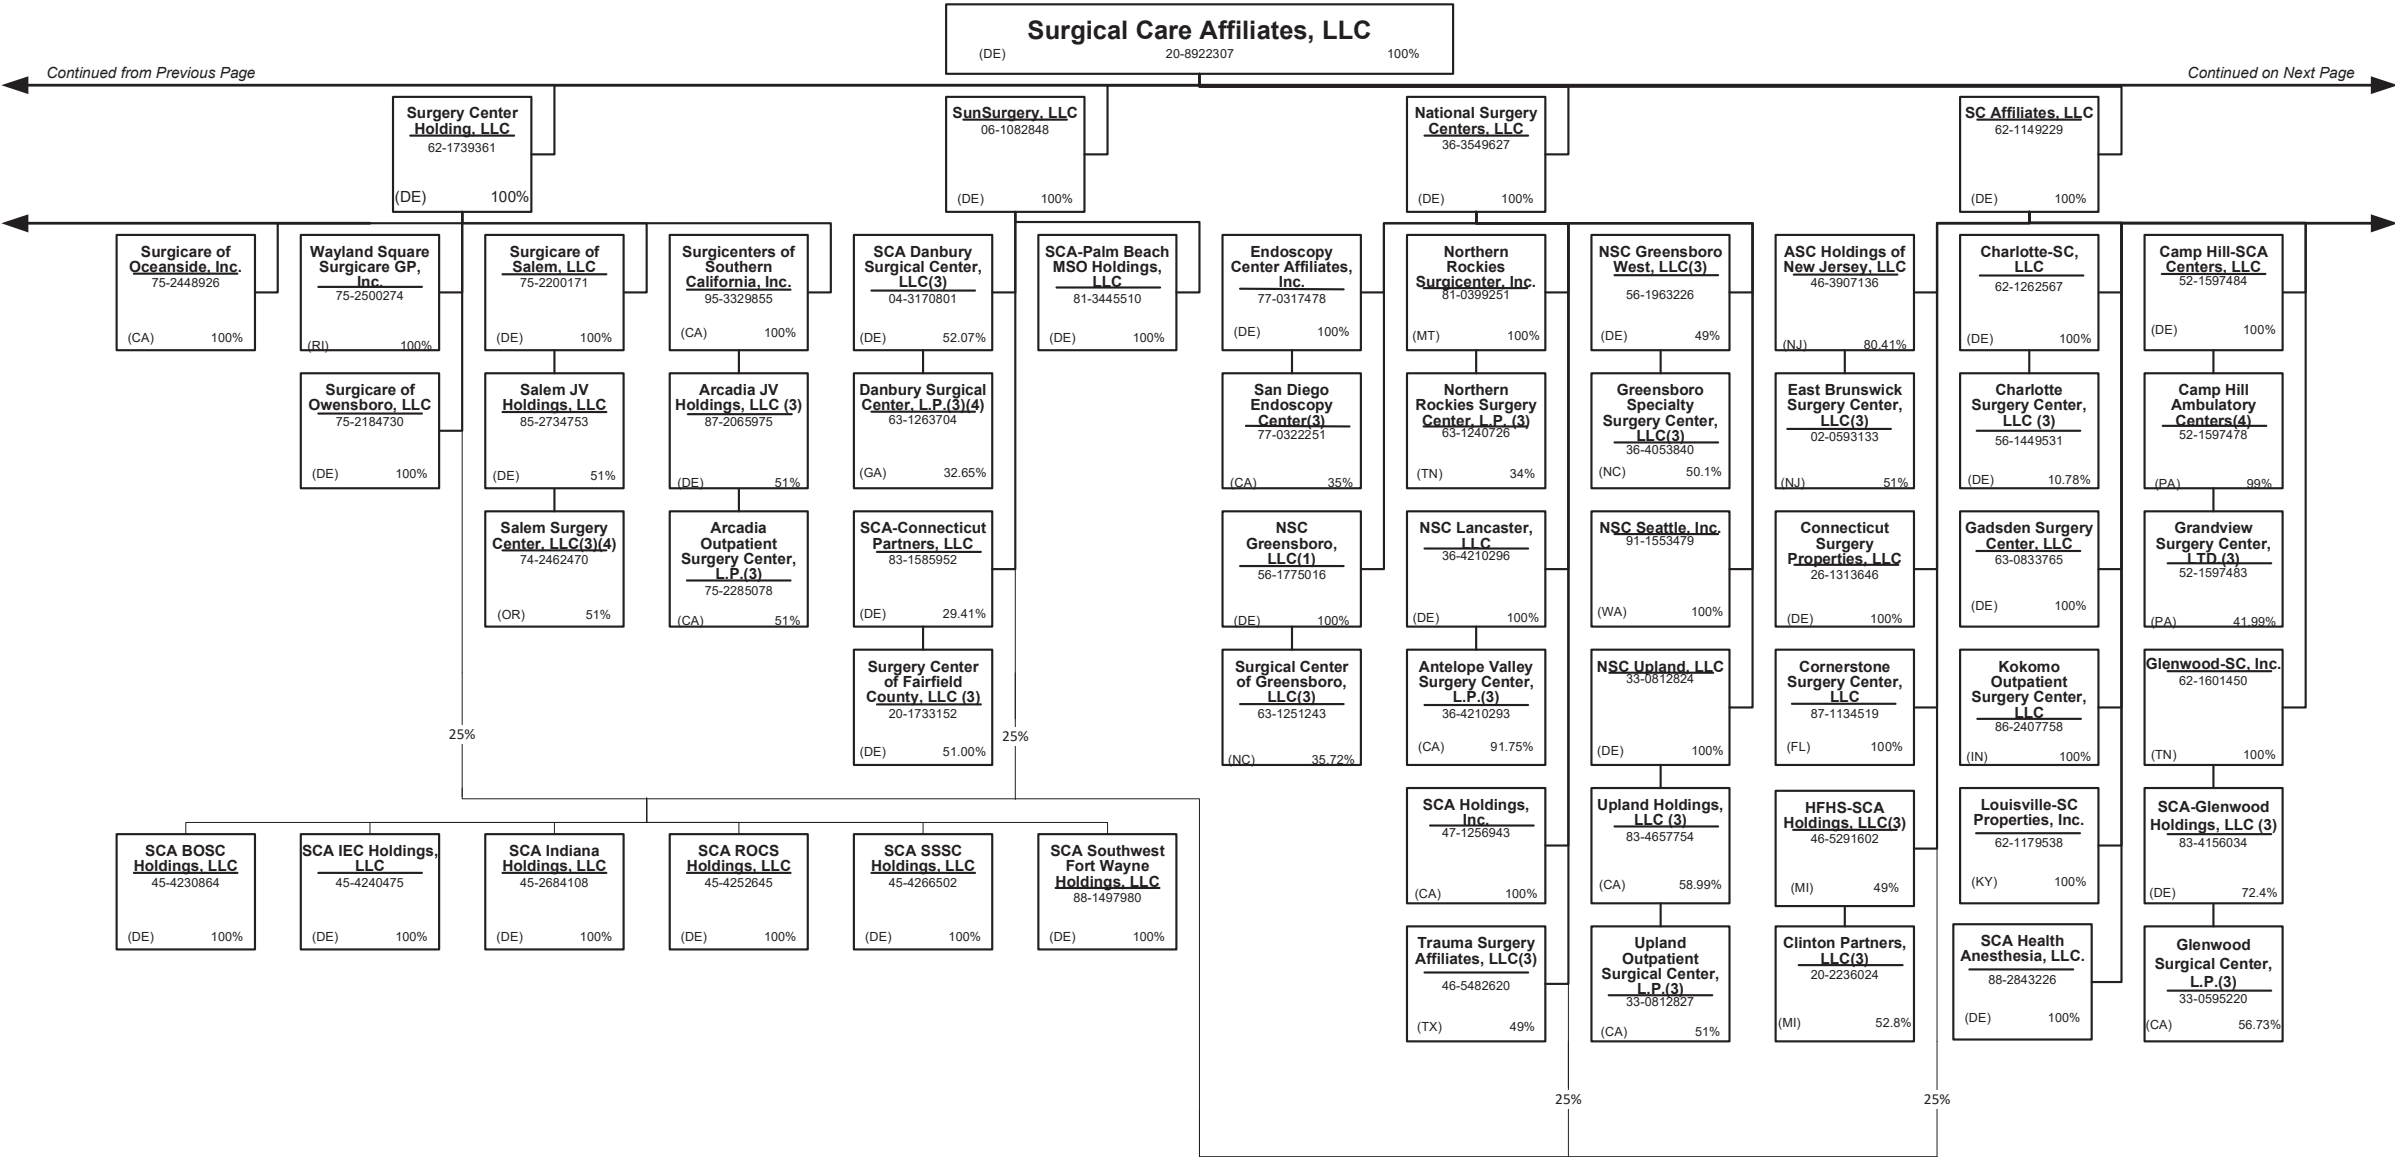 Surgical Care Affiliates, LLC
(DE) 20-8922307 100%
Continued from Previous Page
Continued on Next Page
Surgery Center
Holding, LLC
62-1739361
(DE) 100%
SunSurgery, LLC
06-1082848
(DE) 100%
National Surgery
Centers, LLC
36-3549627
(DE) 100%
SC Affiliates, LLC
62-1149229
(DE) 100%
Surgicare of
Oceanside, Inc.
75-2448926
(CA) 100%
Wayland Square
Surgicare GP,
Inc.
75-2500274
(RI) 100%
Surgicare of
Salem, LLC
75-2200171
(DE) 100%
Surgicenters of
Southern
California, Inc.
95-3329855
(CA) 100%
SCA Danbury
Surgical Center,
LLC(3)
04-3170801
(DE) 52.07%
SCA-Palm Beach
MSO Holdings,
LLC
81-3445510
(DE) 100%
Endoscopy
Center Affiliates,
Inc.
77-0317478
(DE) 100%
Northern
Rockies
Surgicenter, Inc.
81-0399251
(MT) 100%
NSC Greensboro
West, LLC(3)
56-1963226
(DE) 49%
ASC Holdings of
New Jersey, LLC
46-3907136
(NJ) 80.41%
Charlotte-SC,
LLC
62-1262567
(DE) 100%
Camp Hill-SCA
Centers, LLC
52-1597484
(DE) 100%
Surgicare of
Owensboro, LLC
75-2184730
(DE) 100%
Salem JV
Holdings, LLC
85-2734753
(DE) 51%
Arcadia JV
Holdings, LLC (3)
87-2065975
(DE) 51%
Danbury Surgical
Center, L.P.(3)(4)
63-1263704
(GA) 32.65%
San Diego
Endoscopy
Center(3)
77-0322251
(CA) 35%
Northern
Rockies Surgery
Center, L.P. (3)
63-1240726
(TN) 34%
Greensboro
Specialty
Surgery Center,
LLC(3)
36-4053840
(NC) 50.1%
East Brunswick
Surgery Center,
LLC(3)
02-0593133
(NJ) 51%
Charlotte
Surgery Center,
LLC (3)
56-1449531
(DE) 10.78%
Camp Hill
Ambulatory
Centers(4)
52-1597478
(PA) 99%
Salem Surgery
Center, LLC(3)(4)
74-2462470
(OR) 51%
Arcadia
Outpatient
Surgery Center,
L.P.(3)
75-2285078
(CA) 51%
SCA-Connecticut
Partners, LLC
83-1585952
(DE) 29.41%
NSC
Greensboro,
LLC(1)
56-1775016
(DE) 100%
NSC Lancaster,
LLC
36-4210296
(DE) 100%
NSC Seattle, Inc.
91-1553479
(WA) 100%
Connecticut
Surgery
Properties, LLC
26-1313646
(DE) 100%
Gadsden Surgery
Center, LLC
63-0833765
(DE) 100%
Grandview
Surgery Center,
LTD (3)
52-1597483
(PA) 41.99%
Surgery Center
of Fairfield
County, LLC (3)
20-1733152
(DE) 51.00%
Surgical Center
of Greensboro,
LLC(3)
63-1251243
(NC) 35.72%
Antelope Valley
Surgery Center,
L.P.(3)
36-4210293
(CA) 91.75%
NSC Upland, LLC
33-0812824
(DE) 100%
Cornerstone
Surgery Center,
LLC
87-1134519
(FL) 100%
Kokomo
Outpatient
Surgery Center,
LLC
86-2407758
(IN) 100%
Glenwood-SC, Inc.
62-1601450
(TN) 100%
25%
25%
SCA Holdings,
Inc.
47-1256943
(CA) 100%
Upland Holdings,
LLC (3)
83-4657754
(CA) 58.99%
HFHS-SCA
Holdings, LLC(3)
46-5291602
(MI) 49%
Louisville-SC
Properties, Inc.
62-1179538
(KY) 100%
SCA-Glenwood
Holdings, LLC (3)
83-4156034
(DE) 72.4%
SCA BOSC
Holdings, LLC
45-4230864
(DE) 100%
SCA IEC Holdings,
LLC
45-4240475
(DE) 100%
SCA Indiana
Holdings, LLC
45-2684108
(DE) 100%
SCA ROCS
Holdings, LLC
45-4252645
(DE) 100%
SCA SSSC
Holdings, LLC
45-4266502
(DE) 100%
SCA Southwest
Fort Wayne
Holdings, LLC
88-1497980
(DE) 100%
Trauma Surgery
Affiliates, LLC(3)
46-5482620
(TX) 49%
Upland
Outpatient
Surgical Center,
L.P.(3)
33-0812827
(CA) 51%
Clinton Partners,
LLC(3)
20-2236024
(MI) 52.8%
SCA Health
Anesthesia, LLC.
88-2843226
(DE) 100%
Glenwood
Surgical Center,
L.P.(3)
33-0595220
(CA) 56.73%
25%
25%